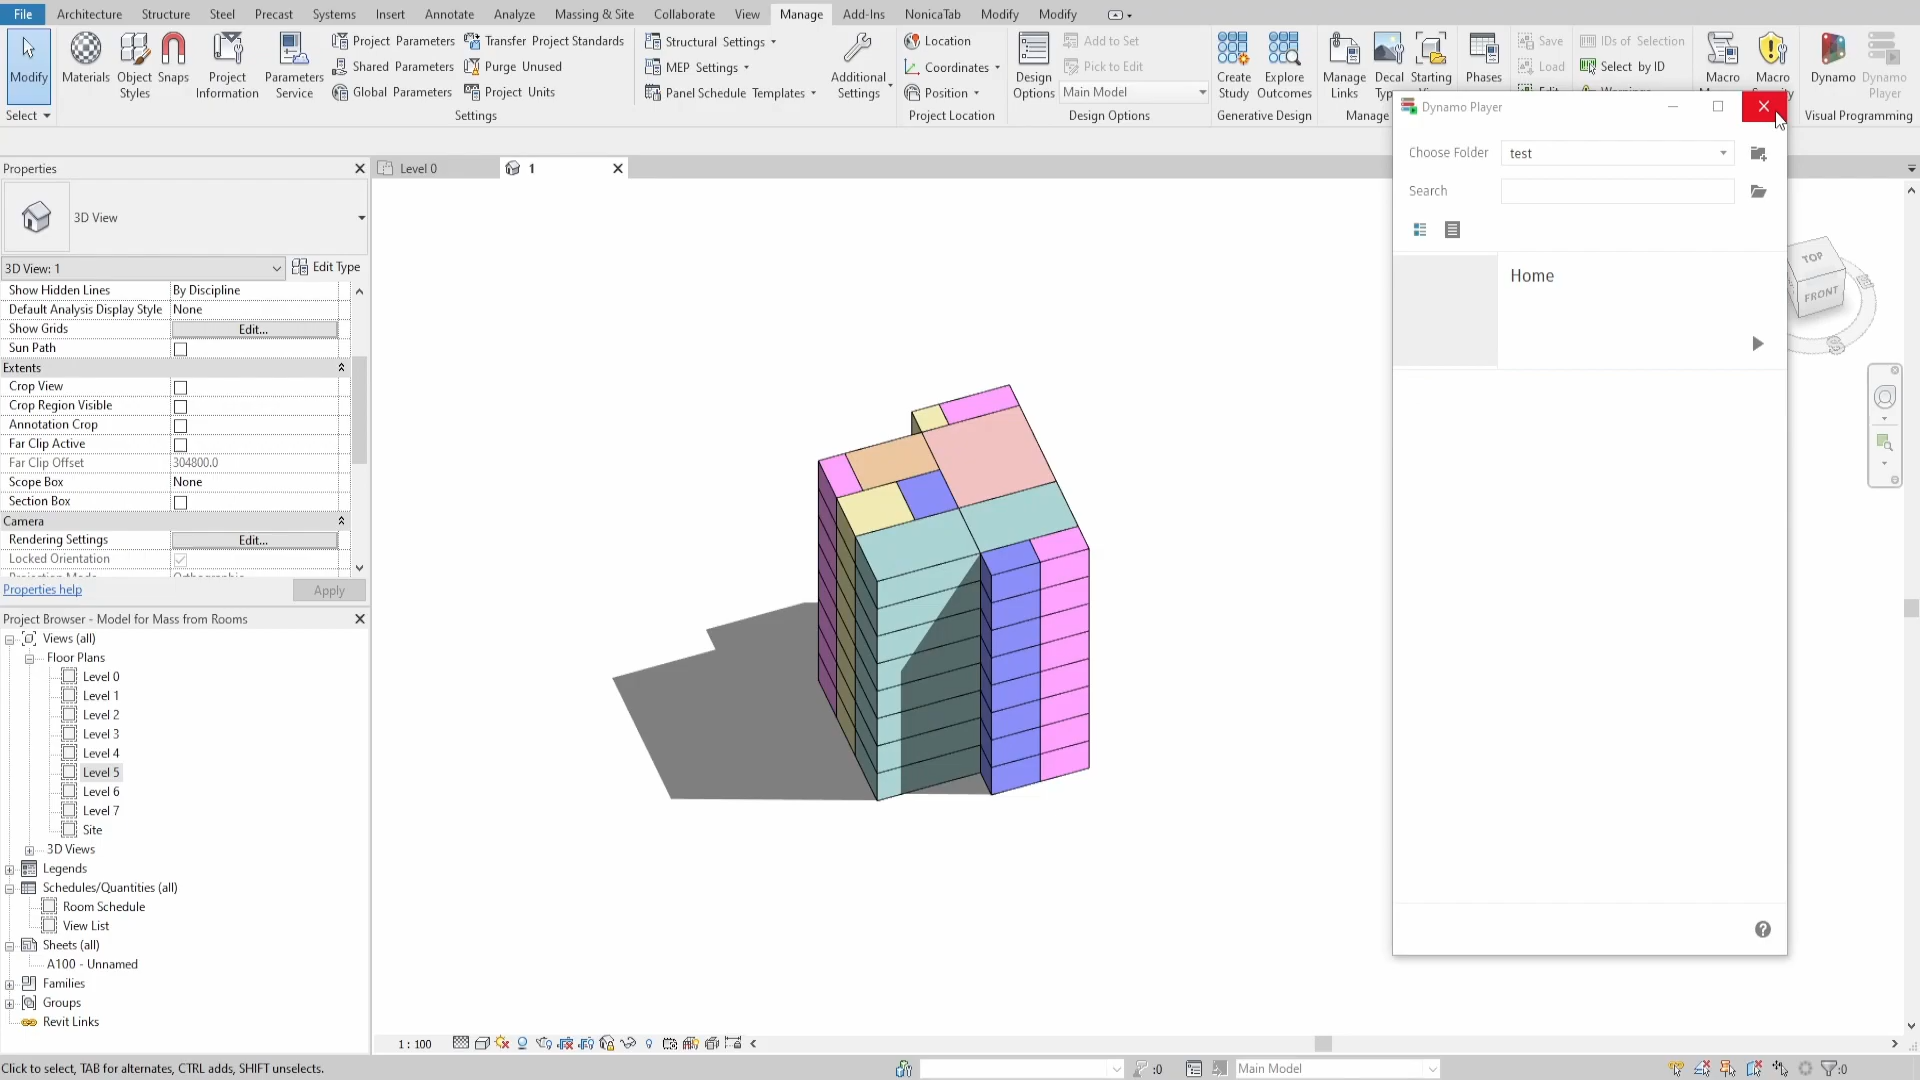 File Architecture Structure Steel Precast Systems Insert Annotate Analyze Massing & Site Collaborate View Manage Add-Ins NonicaTab Modify Modify
Modify
Select
Materials
Object Styles
Snaps
Project Information
Parameters Service
Project Parameters
Shared Parameters
Global Parameters
Transfer Project Standards
Purge Unused
Project Units
Settings
Structural Settings
MEP Settings
Panel Schedule Templates
Additional Settings
Location
Coordinates
Position
Project Location
Design Options
Add to Set
Pick to Edit
Main Model
Design Options
Create Study
Explore Outcomes
Generative Design
Manage Links
Decal
Starting
Manage
Phases
Save
Load
IDs of Selection
Select by ID
Macro
Macro
Dynamo
Dynamo Player
Visual Programming
Properties
3D View
3D View: 1
Edit Type
Show Hidden Lines By Discipline
Default Analysis Display Style None
Show Grids Edit...
Sun Path
Extents
Crop View
Crop Region Visible
Annotation Crop
Far Clip Active
Far Clip Offset 304800.0
Scope Box None
Section Box
Camera
Rendering Settings Edit...
Locked Orientation
Properties help
Apply
Project Browser - Model for Mass from Rooms
Views (all)
Floor Plans
Level 0
Level 1
Level 2
Level 3
Level 4
Level 5
Level 6
Level 7
Site
3D Views
Legends
Schedules/Quantities (all)
Room Schedule
View List
Sheets (all)
A100 - Unnamed
Families
Groups
Revit Links
Level 0
1
Dynamo Player
Choose Folder test
Search
Home
TOP
FRONT
S
1 : 100
Click to select, TAB for alternates, CTRL adds, SHIFT unselects.
:0
Main Model
:0